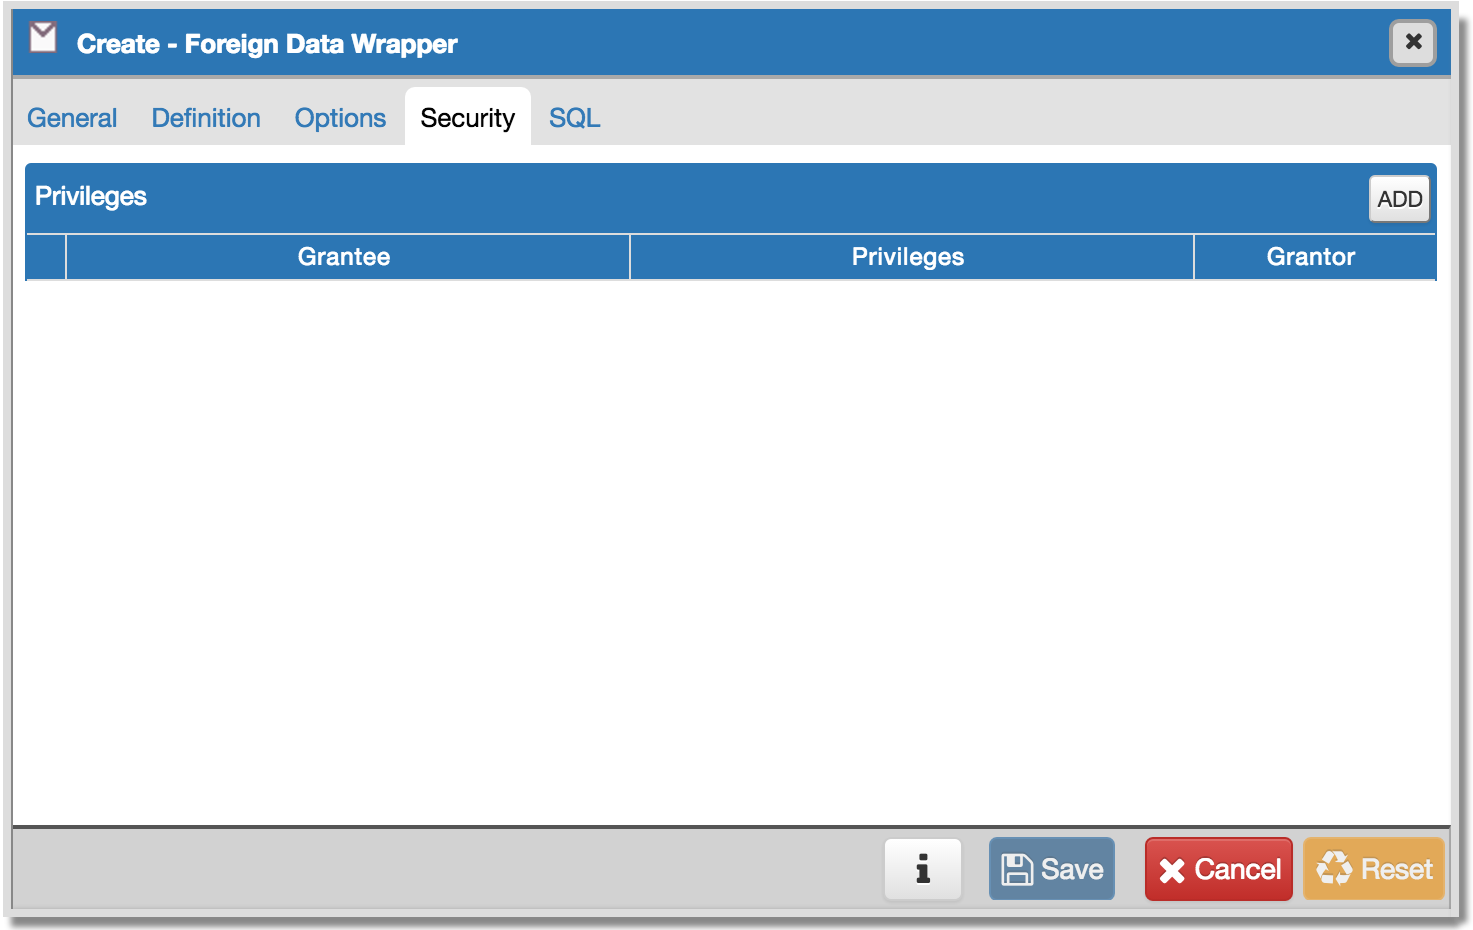 Create - Foreign Data Wrapper
General Definition Options Security SQL
Privileges ADD
Grantee Privileges Grantor
Save Cancel Reset